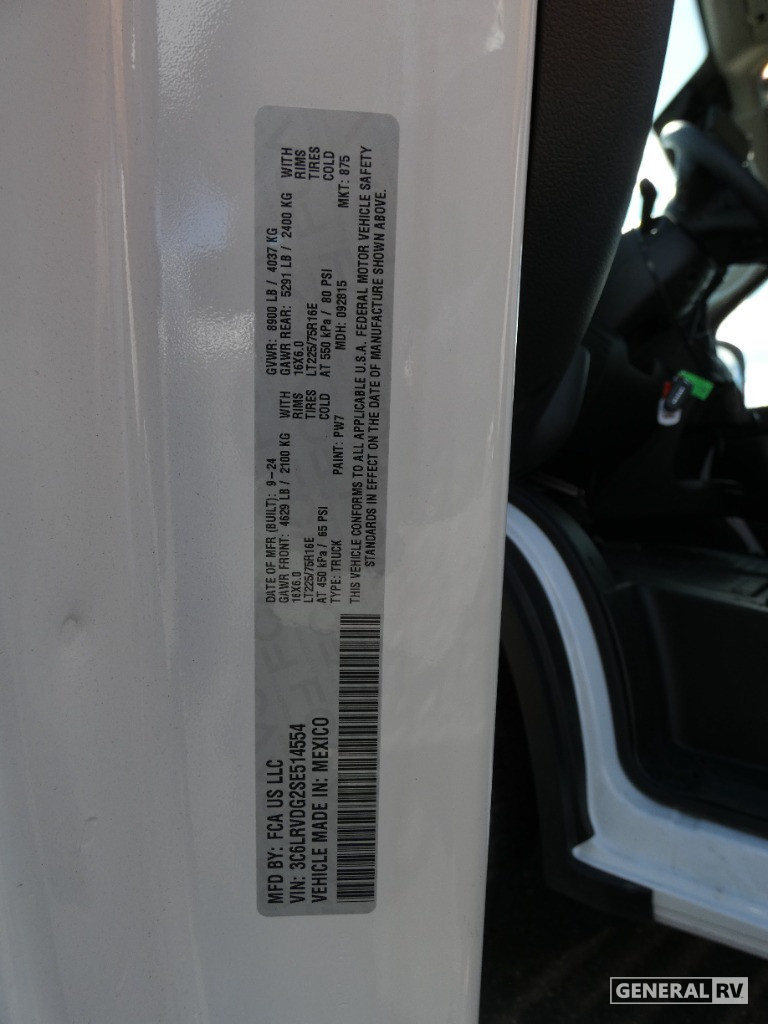 MFD BY: FCA US LLC
VIN: 3C6LRVDG2SE514554
VEHICLE MADE IN: MEXICO
DATE OF MFR (BUILT): 9-24
GAWR FRONT: 4629 LB / 2100 KG WITH
16X6.0 RIMS
LT225/75R16E TIRES
AT 450 kPa / 65 PSI COLD
TYPE: TRUCK PAINT: PW7 MDH: 092815 MKT: 875
GVWR: 8900 LB / 4037 KG
GAWR REAR: 5291 LB / 2400 KG WITH
16X6.0 RIMS
LT225/75R16E TIRES
AT 550 kPa / 80 PSI COLD
THIS VEHICLE CONFORMS TO ALL APPLICABLE U.S.A. FEDERAL MOTOR VEHICLE SAFETY
STANDARDS IN EFFECT ON THE DATE OF MANUFACTURE SHOWN ABOVE.
GENERAL RV